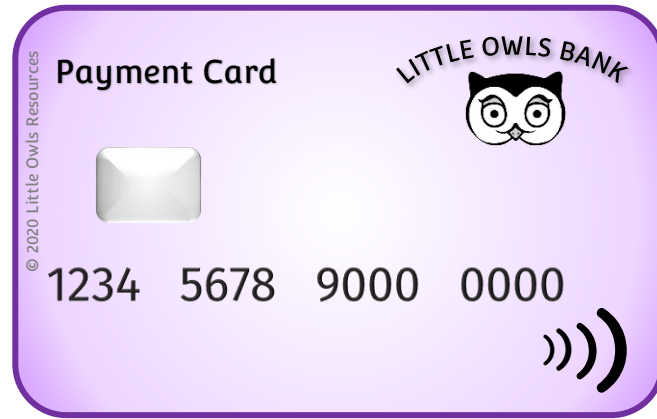 Payment Card
LITTLE OWLS BANK
© 2020 Little Owls Resources
1234 5678 9000 0000